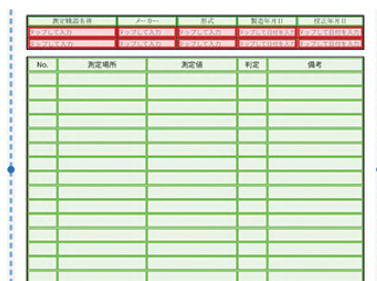 測定機器名称 メーカー 形式 製造年月日 校正年月日
タップして入力 タップして入力 タップして入力 タップして日付を入力 タップして日付を入力
タップして入力 タップして入力 タップして入力 タップして日付を入力 タップして日付を入力
No. 測定場所 測定値 判定 備考